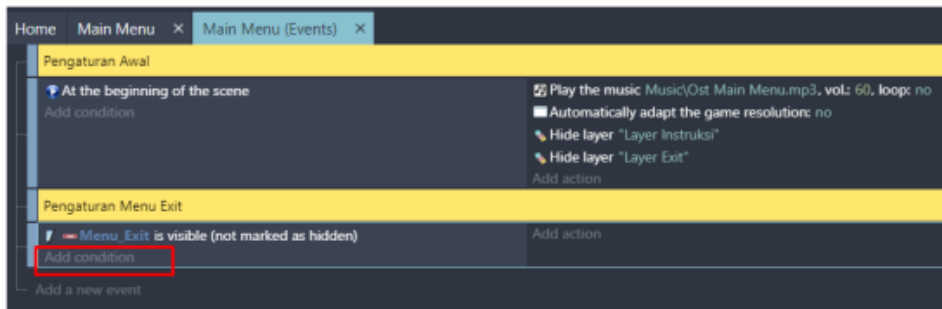 Home Main Menu × Main Menu (Events) ×
Pengaturan Awal
At the beginning of the scene
Add condition
Play the music Music\Ost Main Menu.mp3, vol.: 60, loop: no
Automatically adapt the game resolution: no
Hide layer "Layer Instruksi"
Hide layer "Layer Exit"
Add action
Pengaturan Menu Exit
Menu_Exit is visible (not marked as hidden)
Add condition
Add action
Add a new event